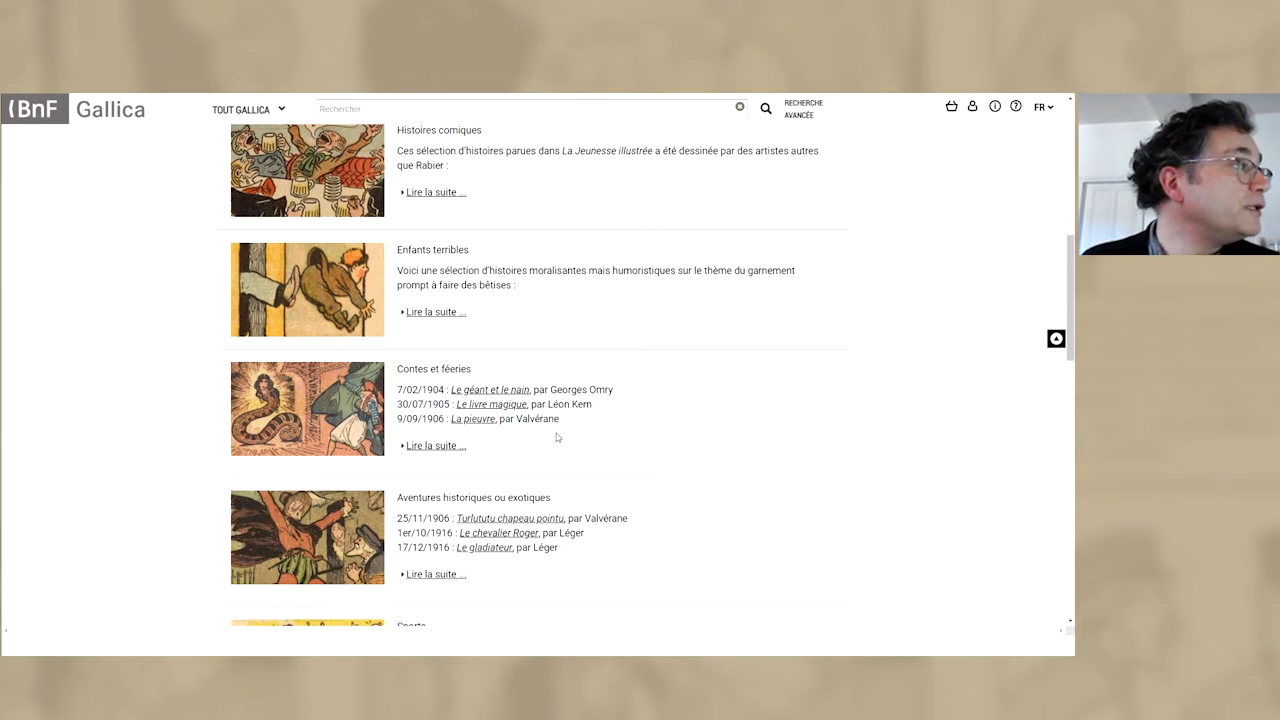 BnF Gallica
TOUT GALLICA
Rechercher
RECHERCHE
AVANCÉE
FR
Histoires comiques
Ces sélection d'histoires parues dans La Jeunesse illustrée a été dessinée par des artistes autres
que Rabier :
Lire la suite ...
Enfants terribles
Voici une sélection d'histoires moralisantes mais humoristiques sur le thème du garnement
prompt à faire des bêtises :
Lire la suite ...
Contes et féeries
7/02/1904 : Le géant et le nain, par Georges Omry
30/07/1905 : Le livre magique, par Léon Kern
9/09/1906 : La pieuvre, par Valvérane
Lire la suite ...
Aventures historiques ou exotiques
25/11/1906 : Turlututu chapeau pointu, par Valvérane
1er/10/1916 : Le chevalier Roger, par Léger
17/12/1916 : Le gladiateur, par Léger
Lire la suite ...